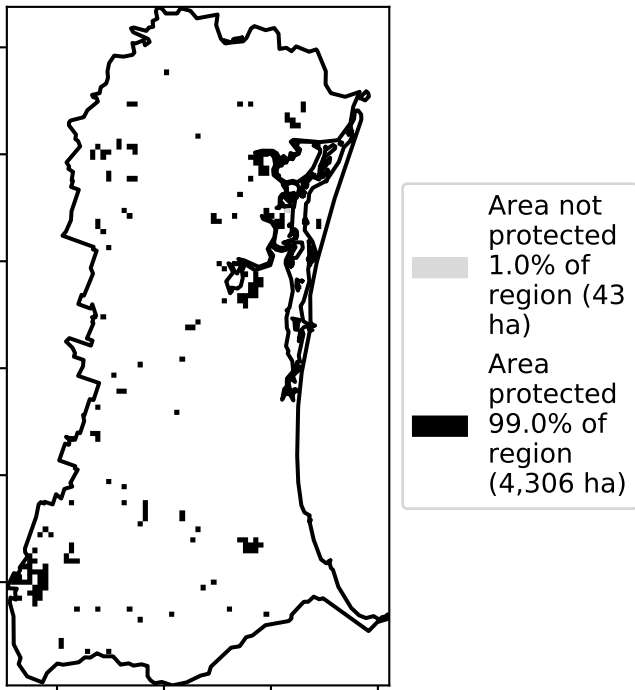 Area not
protected
1.0% of
region (43
ha)
Area
protected
99.0% of
region
(4,306 ha)